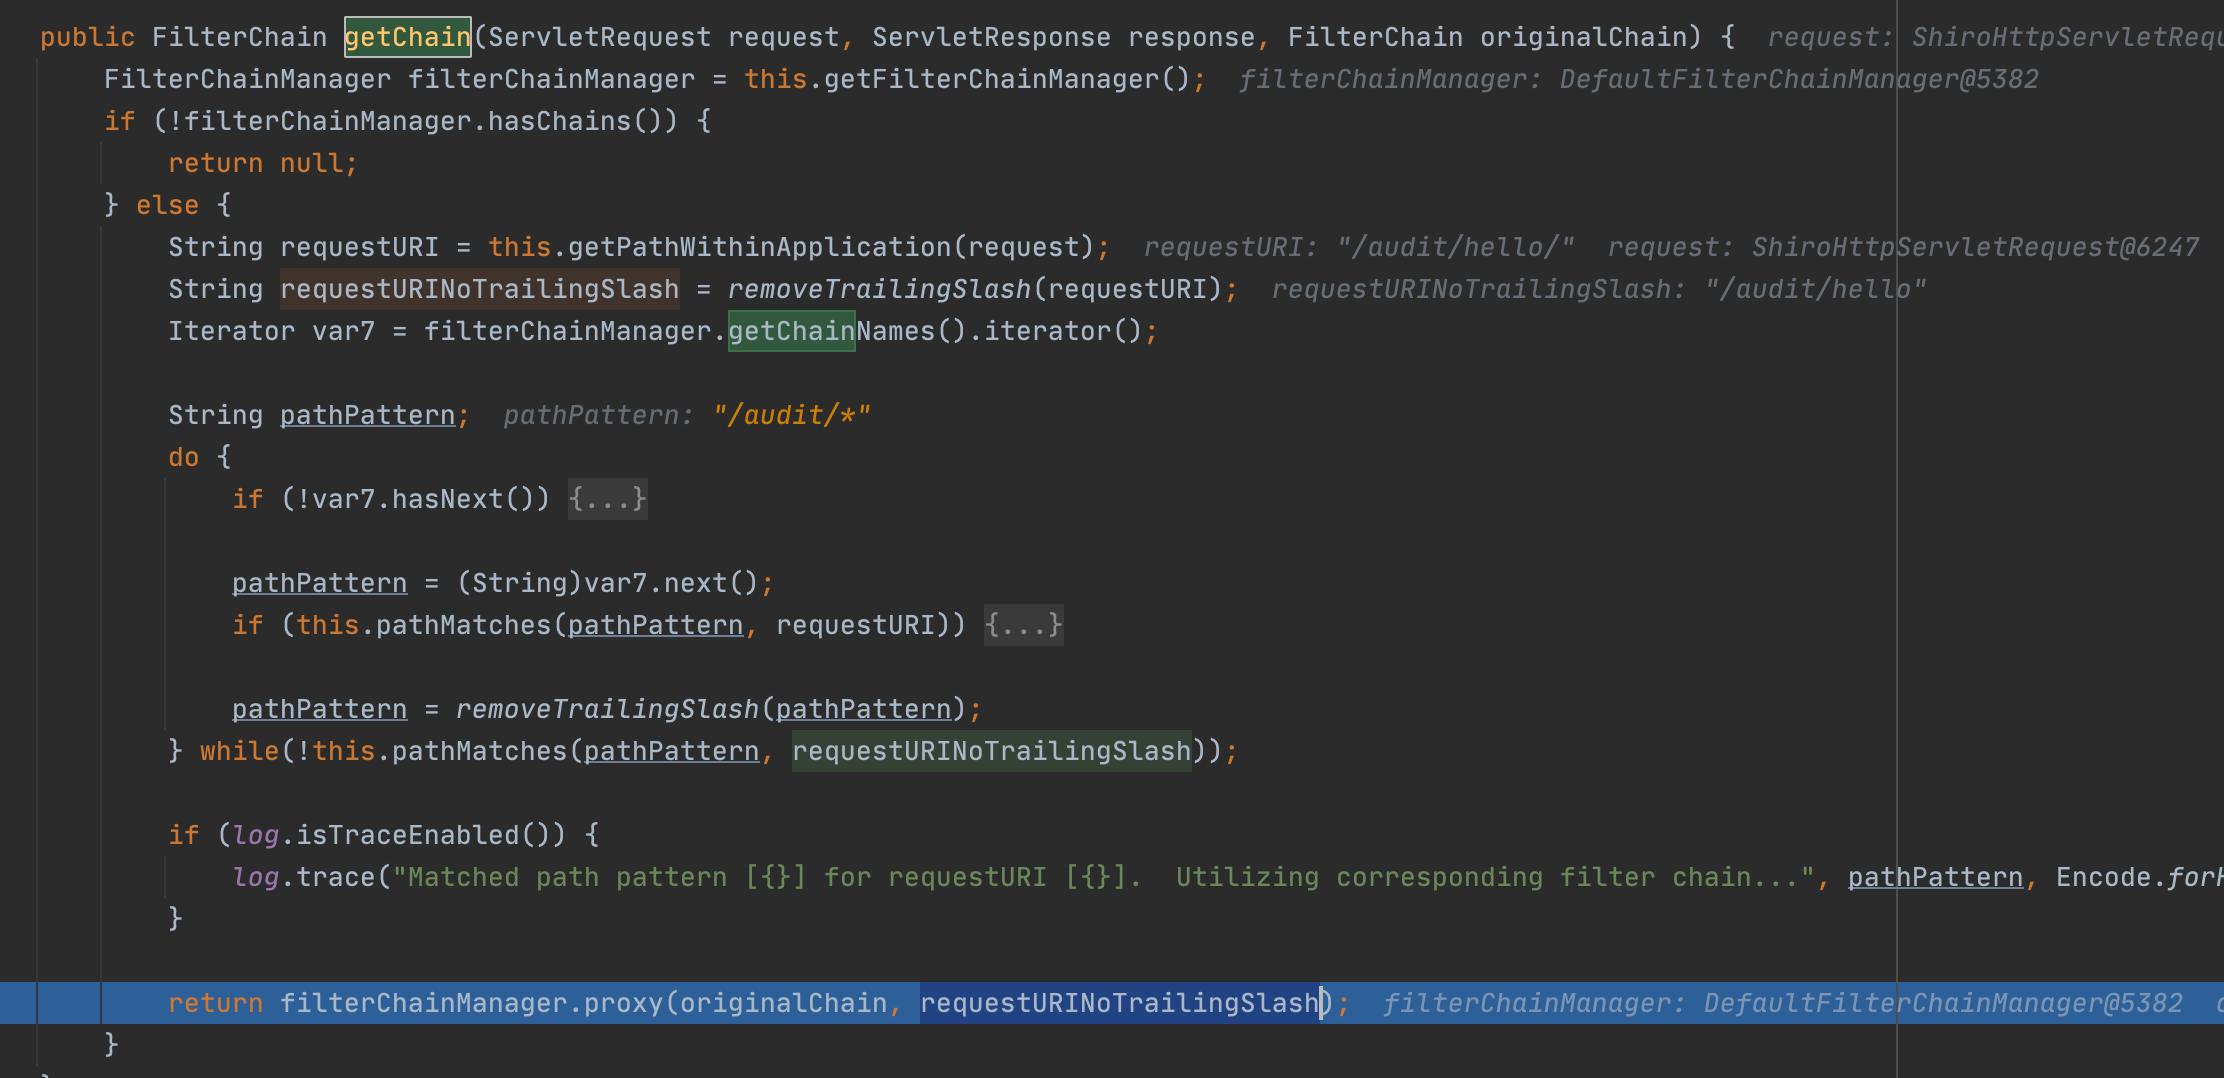 public FilterChain getChain(ServletRequest request, ServletResponse response, FilterChain originalChain) {  request: ShiroHttpServletRequ
    FilterChainManager filterChainManager = this.getFilterChainManager();  filterChainManager: DefaultFilterChainManager@5382
    if (!filterChainManager.hasChains()) {
        return null;
    } else {
        String requestURI = this.getPathWithinApplication(request);  requestURI: "/audit/hello/"  request: ShiroHttpServletRequest@6247
        String requestURINoTrailingSlash = removeTrailingSlash(requestURI);  requestURINoTrailingSlash: "/audit/hello"
        Iterator var7 = filterChainManager.getChainNames().iterator();
        String pathPattern;  pathPattern: "/audit/*"
        do {
            if (!var7.hasNext()) {...}
            pathPattern = (String)var7.next();
            if (this.pathMatches(pathPattern, requestURI)) {...}
            pathPattern = removeTrailingSlash(pathPattern);
        } while(!this.pathMatches(pathPattern, requestURINoTrailingSlash));
        if (log.isTraceEnabled()) {
            log.trace("Matched path pattern [{}] for requestURI [{}].  Utilizing corresponding filter chain...", pathPattern, Encode.forH
        }
        return filterChainManager.proxy(originalChain, requestURINoTrailingSlash);  filterChainManager: DefaultFilterChainManager@5382
    }